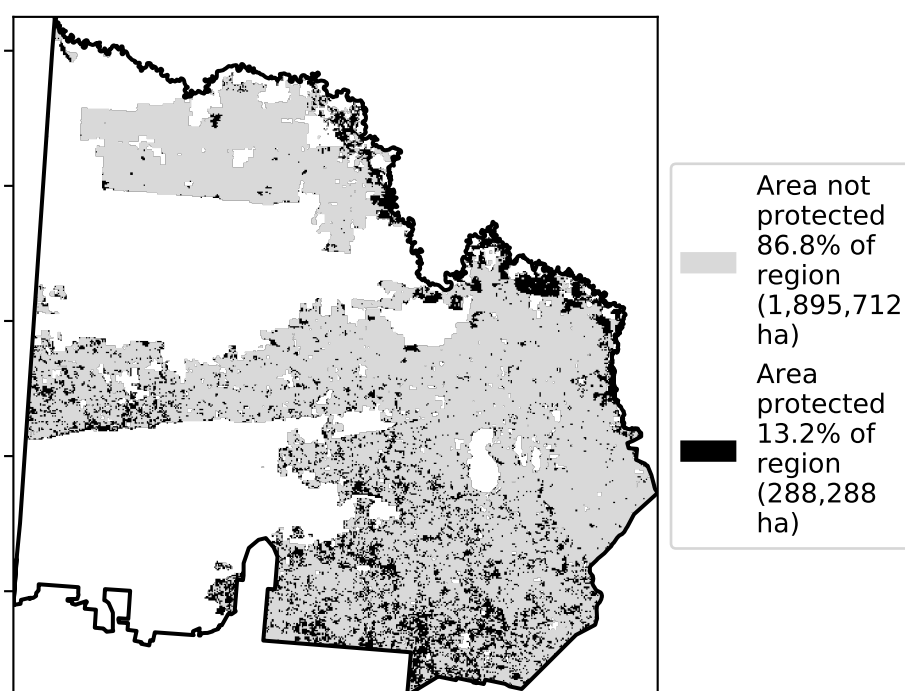 Area not
protected
86.8% of
region
(1,895,712
ha)
Area
protected
13.2% of
region
(288,288
ha)